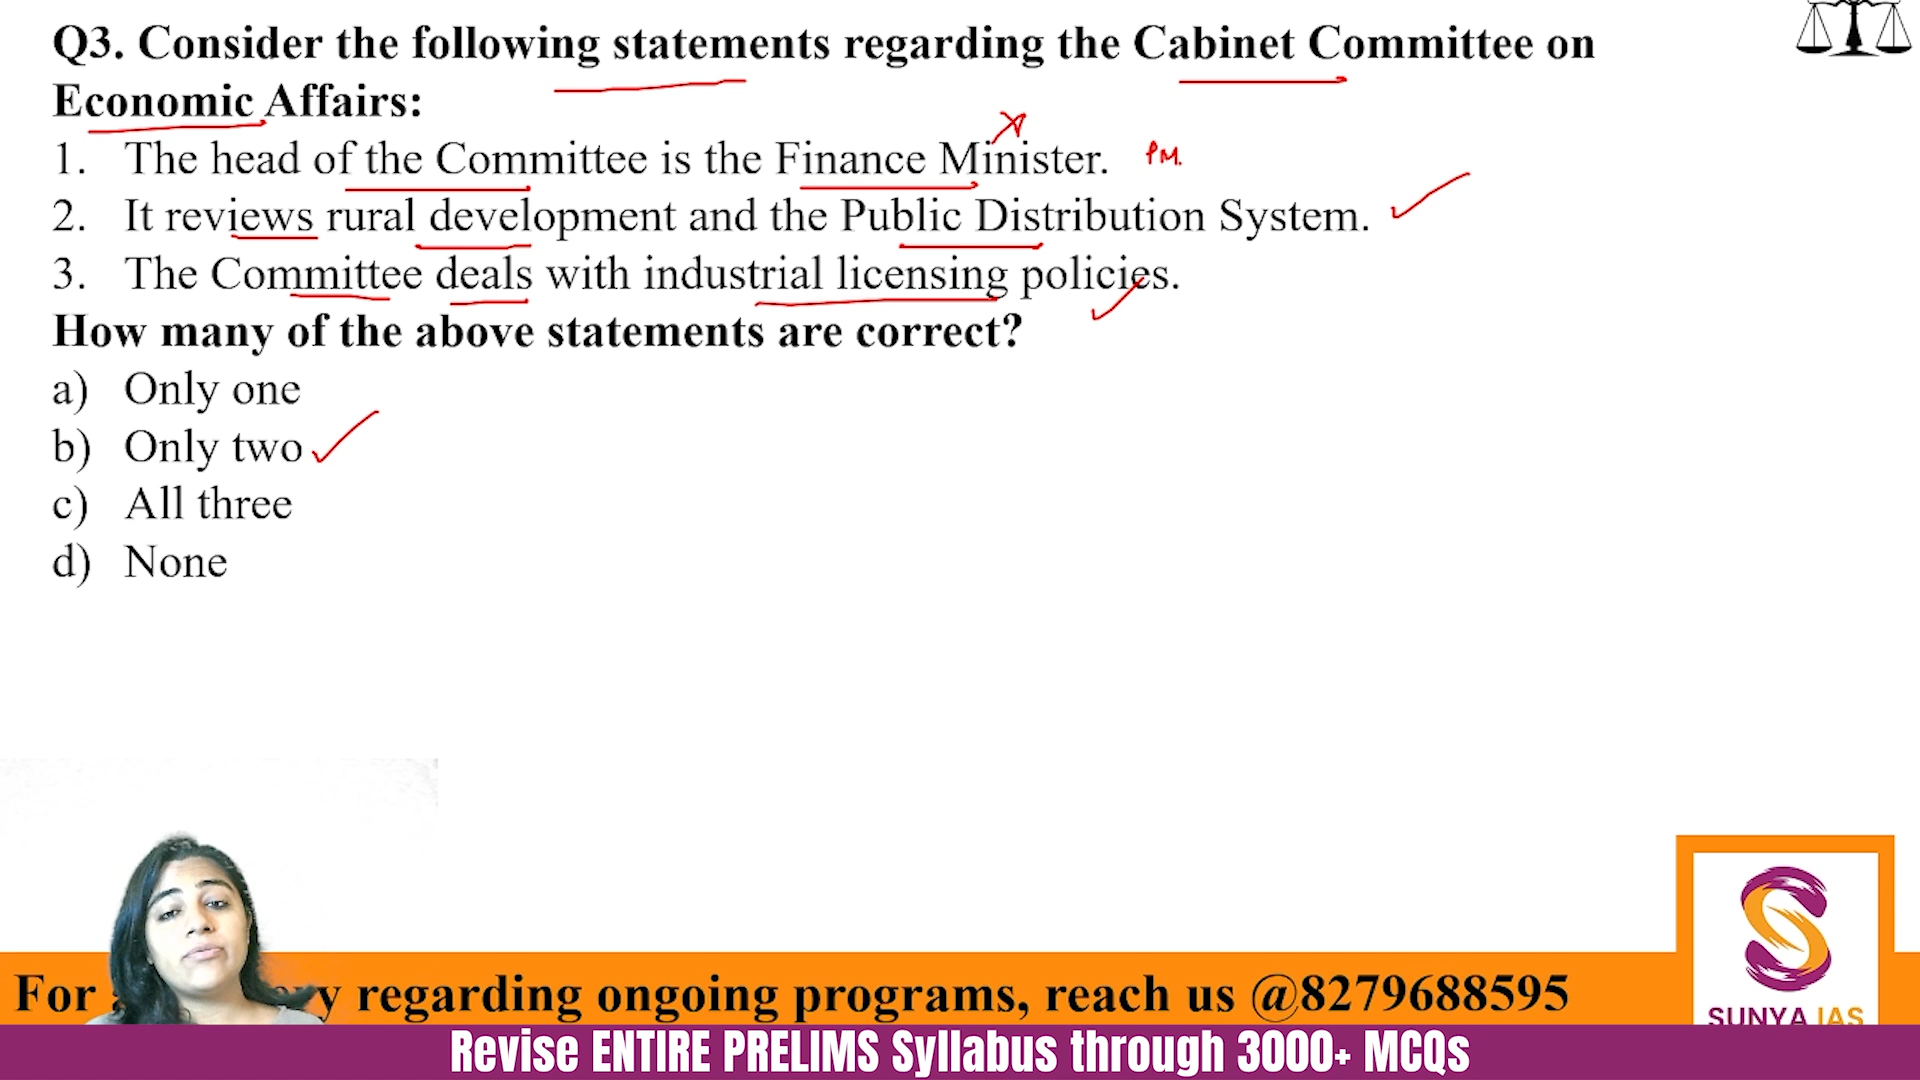 Q3. Consider the following statements regarding the Cabinet Committee on
Economic Affairs:
1. The head of the Committee is the Finance Minister. PM.
2. It reviews rural development and the Public Distribution System.
3. The Committee deals with industrial licensing policies.
How many of the above statements are correct?
a) Only one
b) Only two
c) All three
d) None
For regarding ongoing programs, reach us @8279688595
SUNYA IAS
Revise ENTIRE PRELIMS Syllabus through 3000+ MCQs